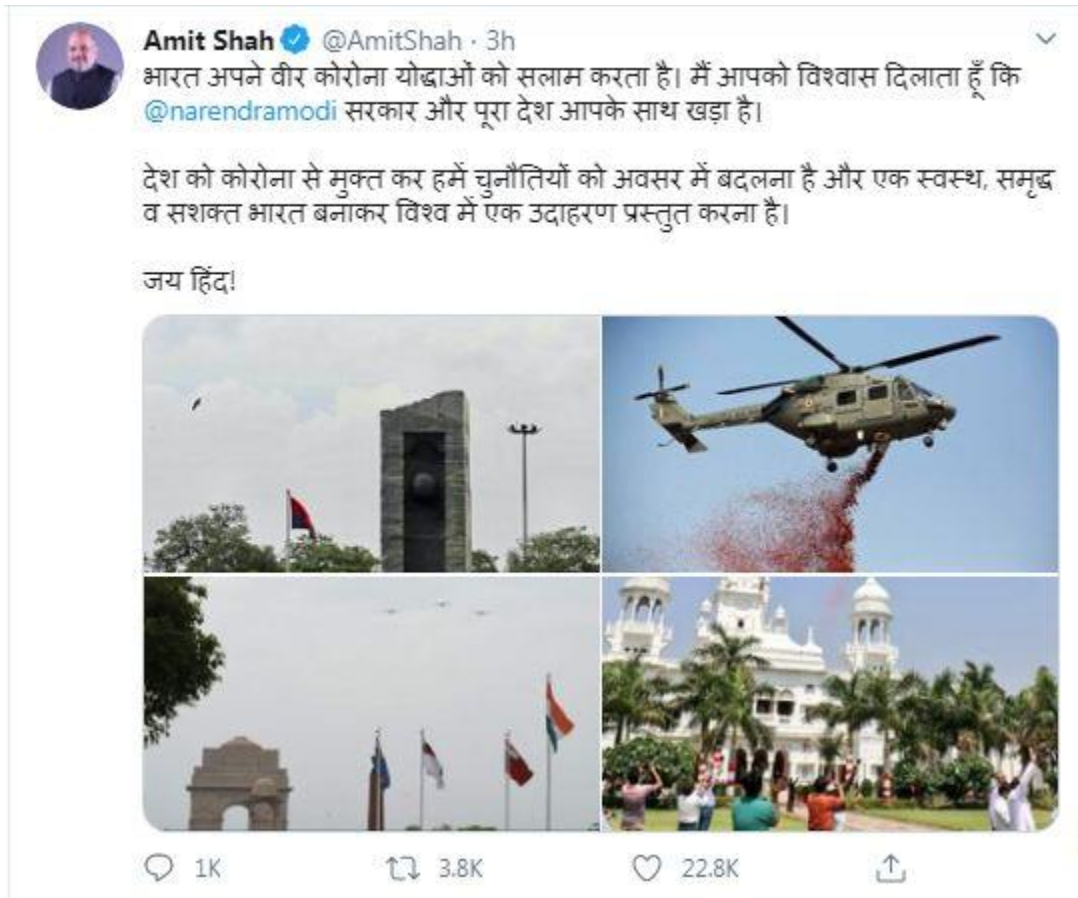 Amit Shah @AmitShah · 3h
भारत अपने वीर कोरोना योद्धाओं को सलाम करता है। मैं आपको विश्वास दिलाता हूँ कि
@narendramodi सरकार और पूरा देश आपके साथ खड़ा है।
देश को कोरोना से मुक्त कर हमें चुनौतियों को अवसर में बदलना है और एक स्वस्थ, समृद्ध
व सशक्त भारत बनाकर विश्व में एक उदाहरण प्रस्तुत करना है।
जय हिंद!
1K 3.8K 22.8K